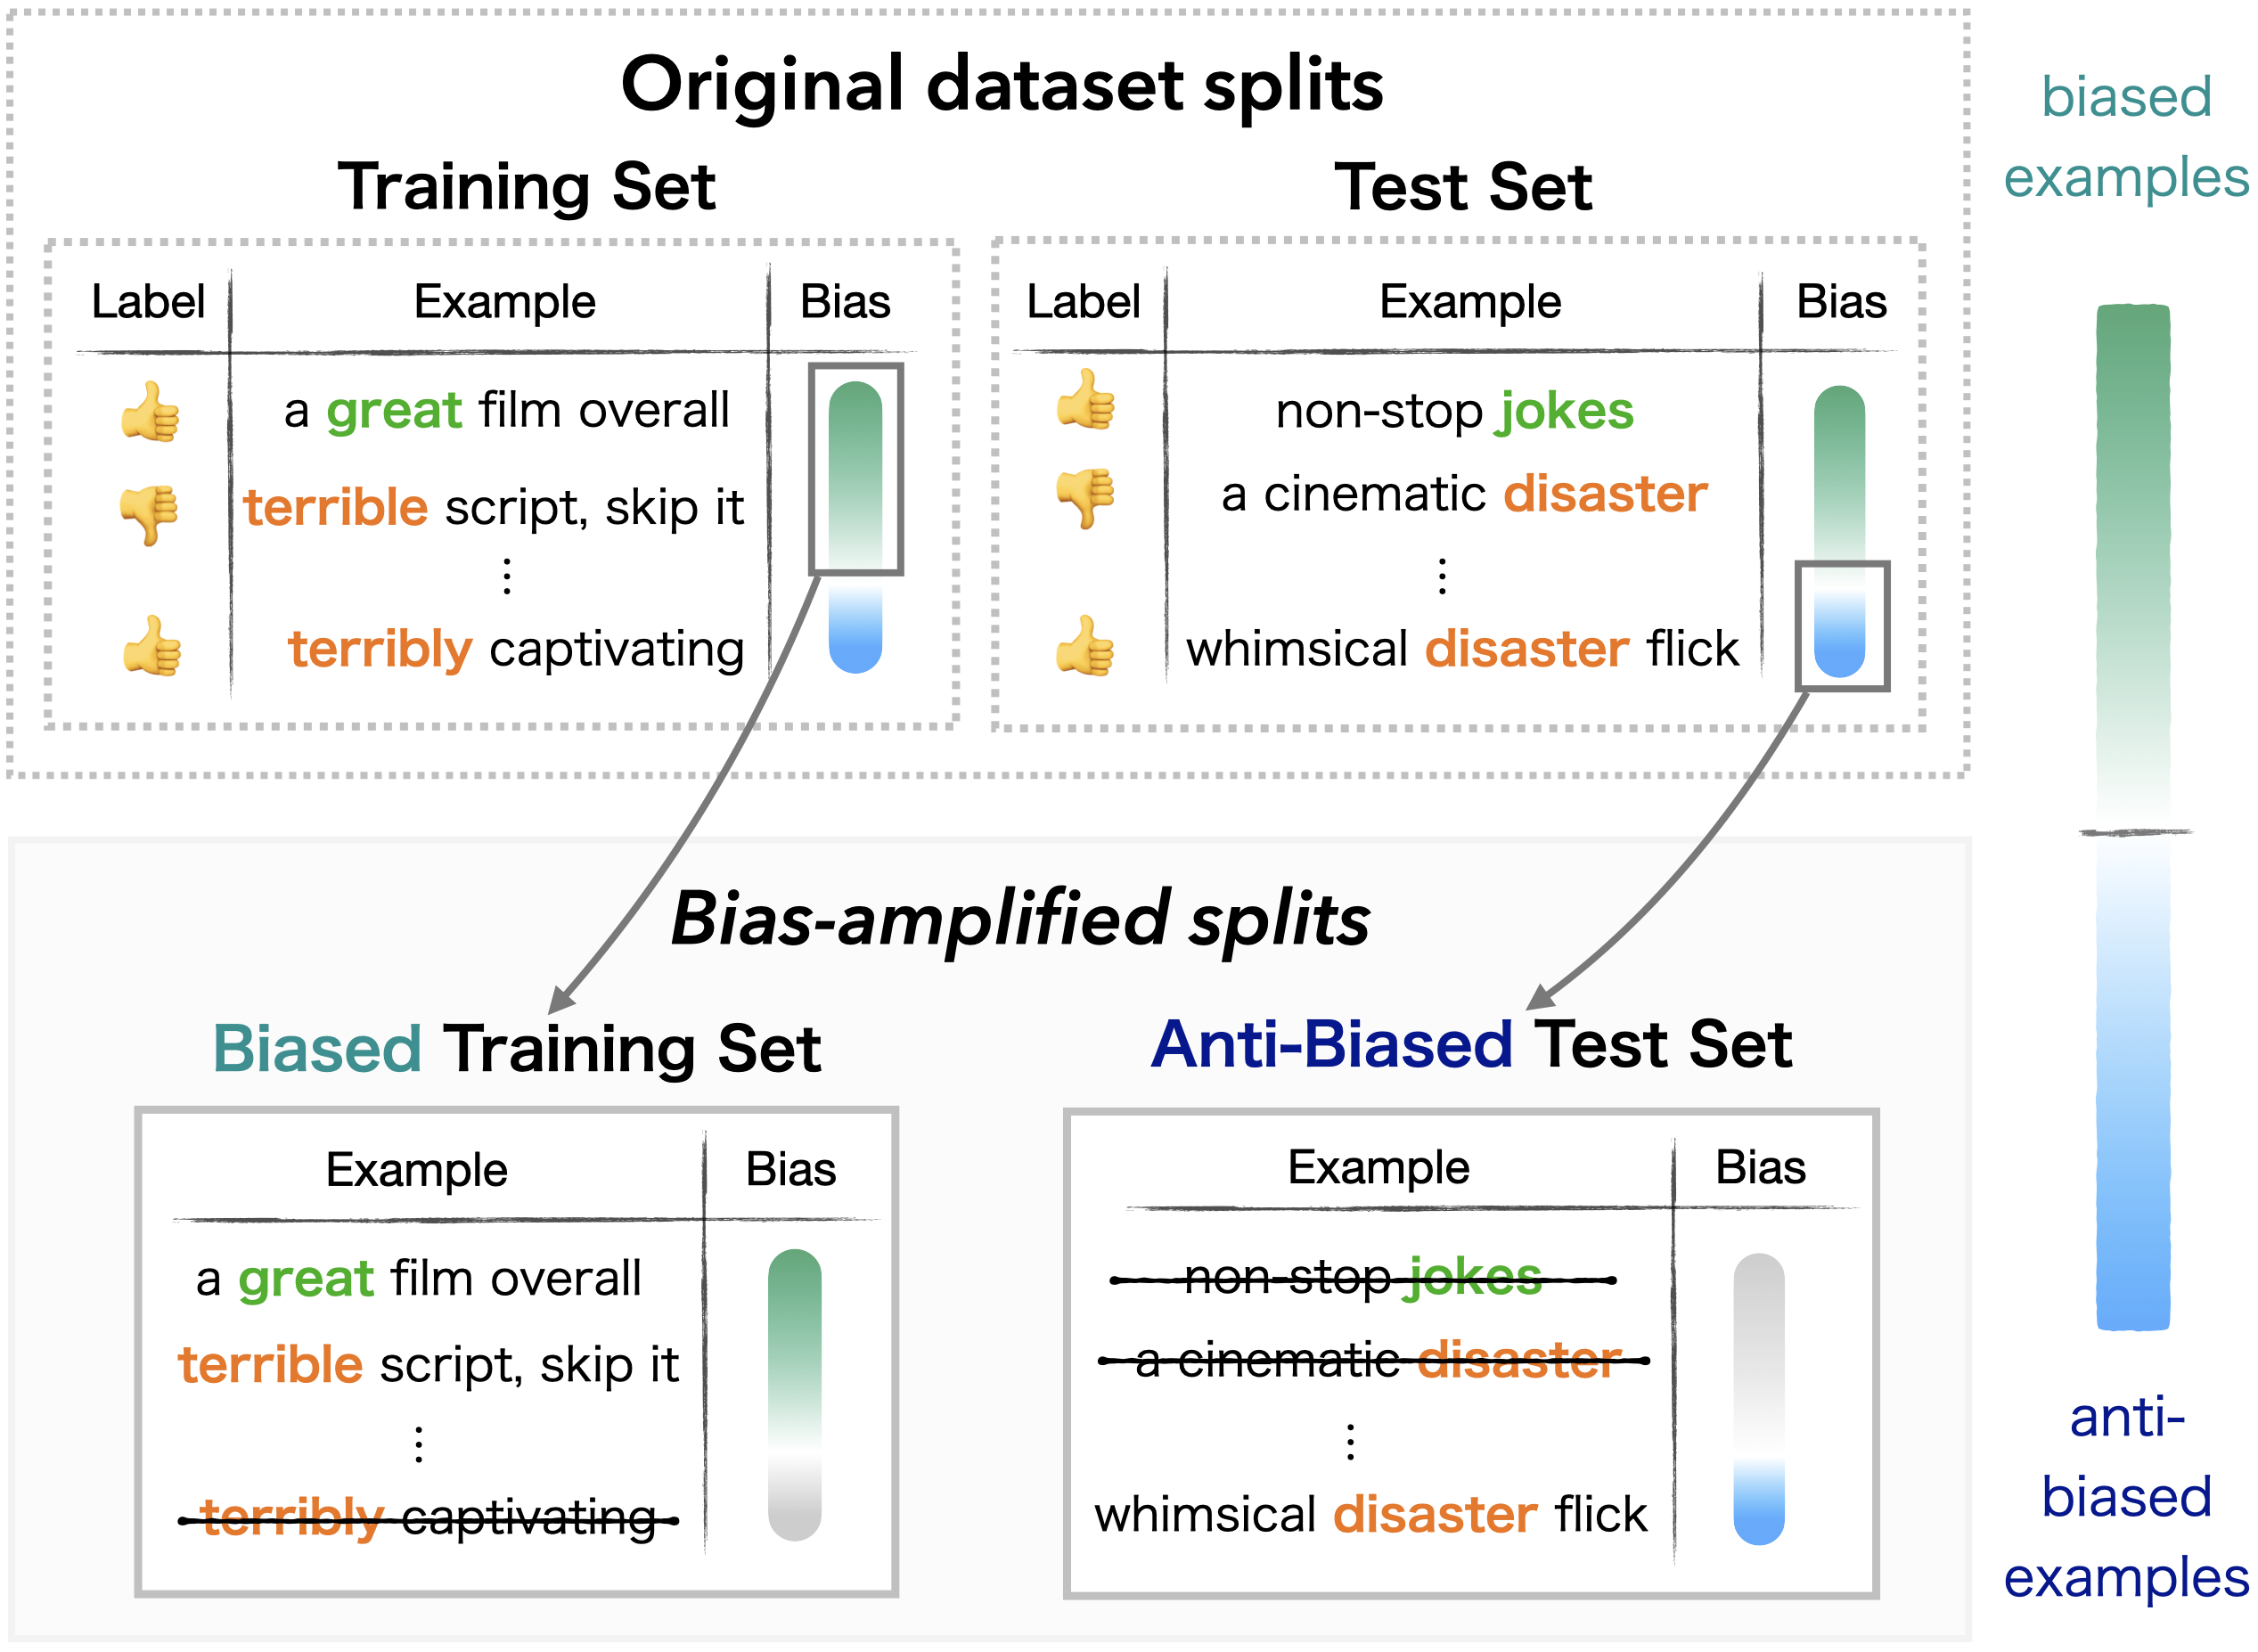 Original dataset splits
Training Set
Label Example Bias
a great film overall
terrible script, skip it
⋮
terribly captivating
Test Set
Label Example Bias
non-stop jokes
a cinematic disaster
⋮
whimsical disaster flick
Bias-amplified splits
Biased Training Set
Example Bias
a great film overall
terrible script, skip it
⋮
terribly captivating
Anti-Biased Test Set
Example Bias
non-stop jokes
a cinematic disaster
⋮
whimsical disaster flick
biased
examples
anti-
biased
examples